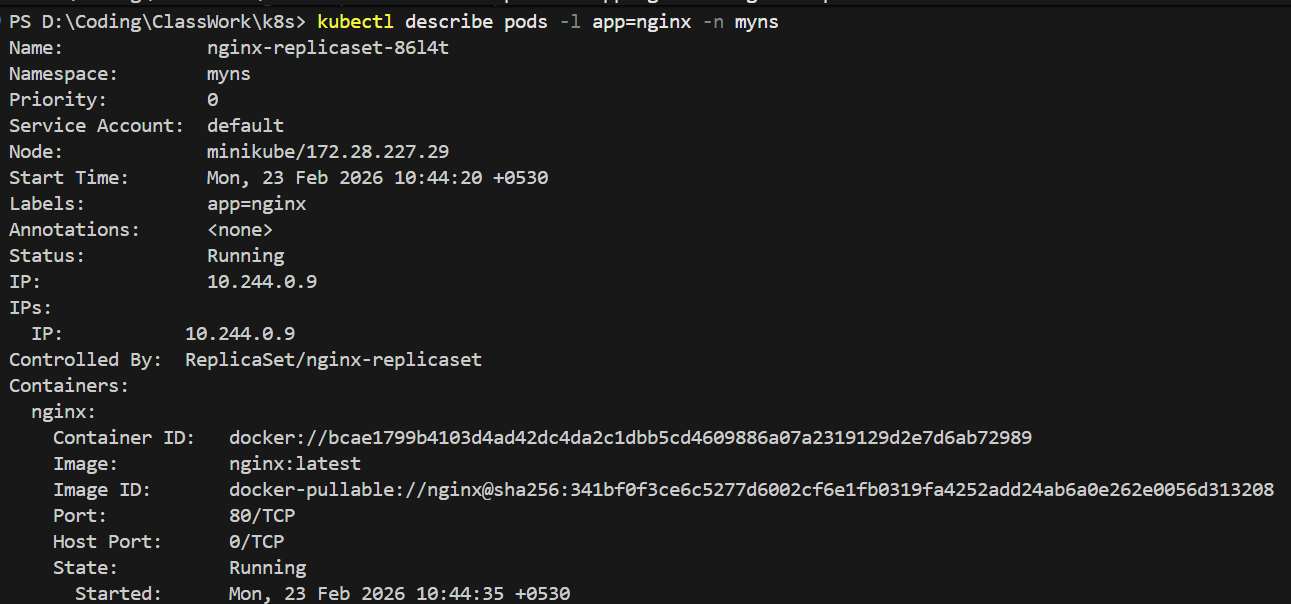 PS D:\Coding\ClassWork\k8s> kubectl describe pods -l app=nginx -n myns
Name:             nginx-replicaset-86l4t
Namespace:        myns
Priority:         0
Service Account:  default
Node:             minikube/172.28.227.29
Start Time:       Mon, 23 Feb 2026 10:44:20 +0530
Labels:           app=nginx
Annotations:      <none>
Status:           Running
IP:               10.244.0.9
IPs:
  IP:           10.244.0.9
Controlled By:  ReplicaSet/nginx-replicaset
Containers:
  nginx:
    Container ID:   docker://bcae1799b4103d4ad42dc4da2c1dbb5cd4609886a07a2319129d2e7d6ab72989
    Image:          nginx:latest
    Image ID:       docker-pullable://nginx@sha256:341bf0f3ce6c5277d6002cf6e1fb0319fa4252add24ab6a0e262e0056d313208
    Port:           80/TCP
    Host Port:      0/TCP
    State:          Running
      Started:      Mon, 23 Feb 2026 10:44:35 +0530